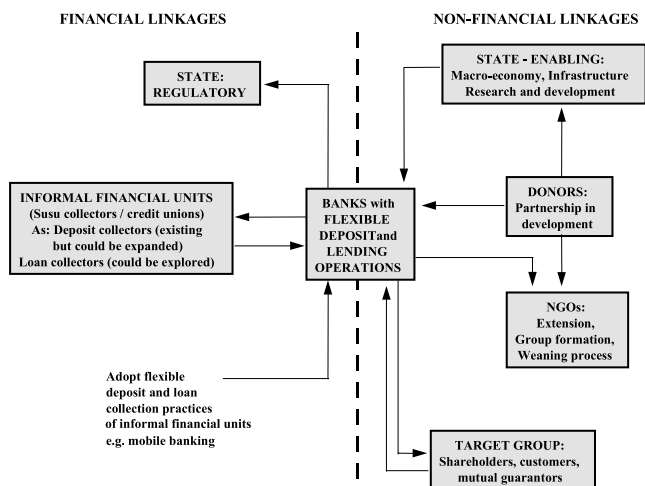 FINANCIAL LINKAGES
NON-FINANCIAL LINKAGES
STATE:
REGULATORY
STATE - ENABLING:
Macro-economy, Infrastructure
Research and development
INFORMAL FINANCIAL UNITS
(Susu collectors / credit unions)
As: Deposit collectors (existing
but could be expanded)
Loan collectors (could be explored)
BANKS with
FLEXIBLE
DEPOSITand
LENDING
OPERATIONS
DONORS:
Partnership in
development
NGOs:
Extension,
Group formation,
Weaning process
Adopt flexible
deposit and loan
collection practices
of informal financial units
e.g. mobile banking
TARGET GROUP:
Shareholders, customers,
mutual guarantors